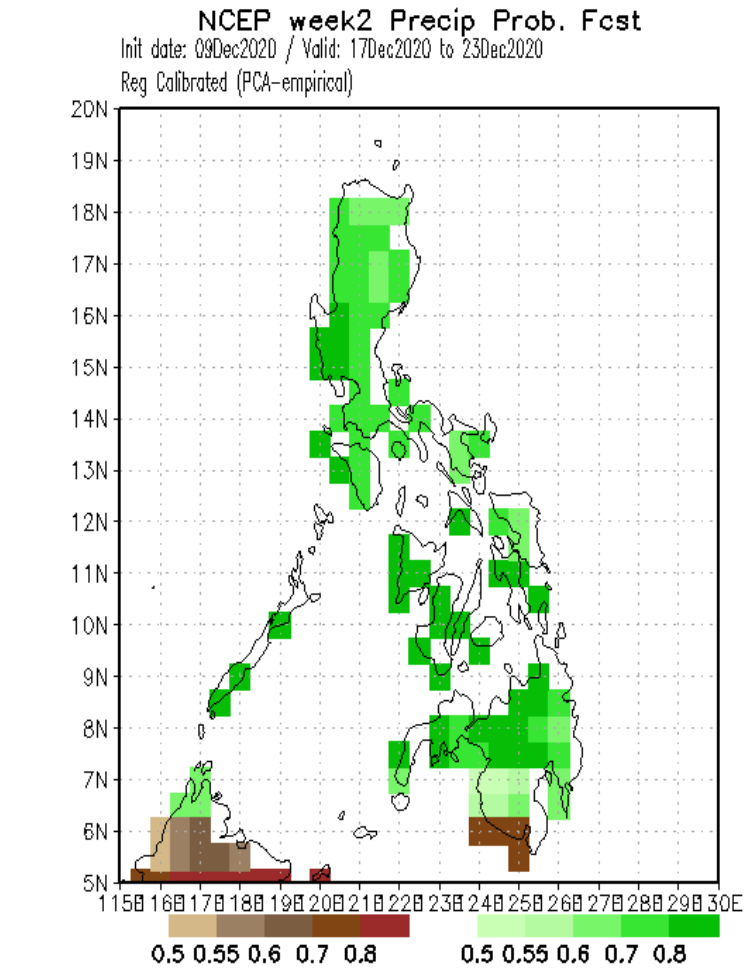 NCEP week2 Precip Prob. Fcst
Init date: 09Dec2020 / Valid: 17Dec2020 to 23Dec2020
Reg Calibrated (PCA-empirical)
20N
19N
18N
17N
16N
15N
14N
13N
12N
11N
10N
9N
8N
7N
6N
5N
115E 116E 117E 118E 119E 120E 121E 122E 123E 124E 125E 126E 127E 128E 129E 130E
0.5 0.55 0.6 0.7 0.8 0.5 0.55 0.6 0.7 0.8